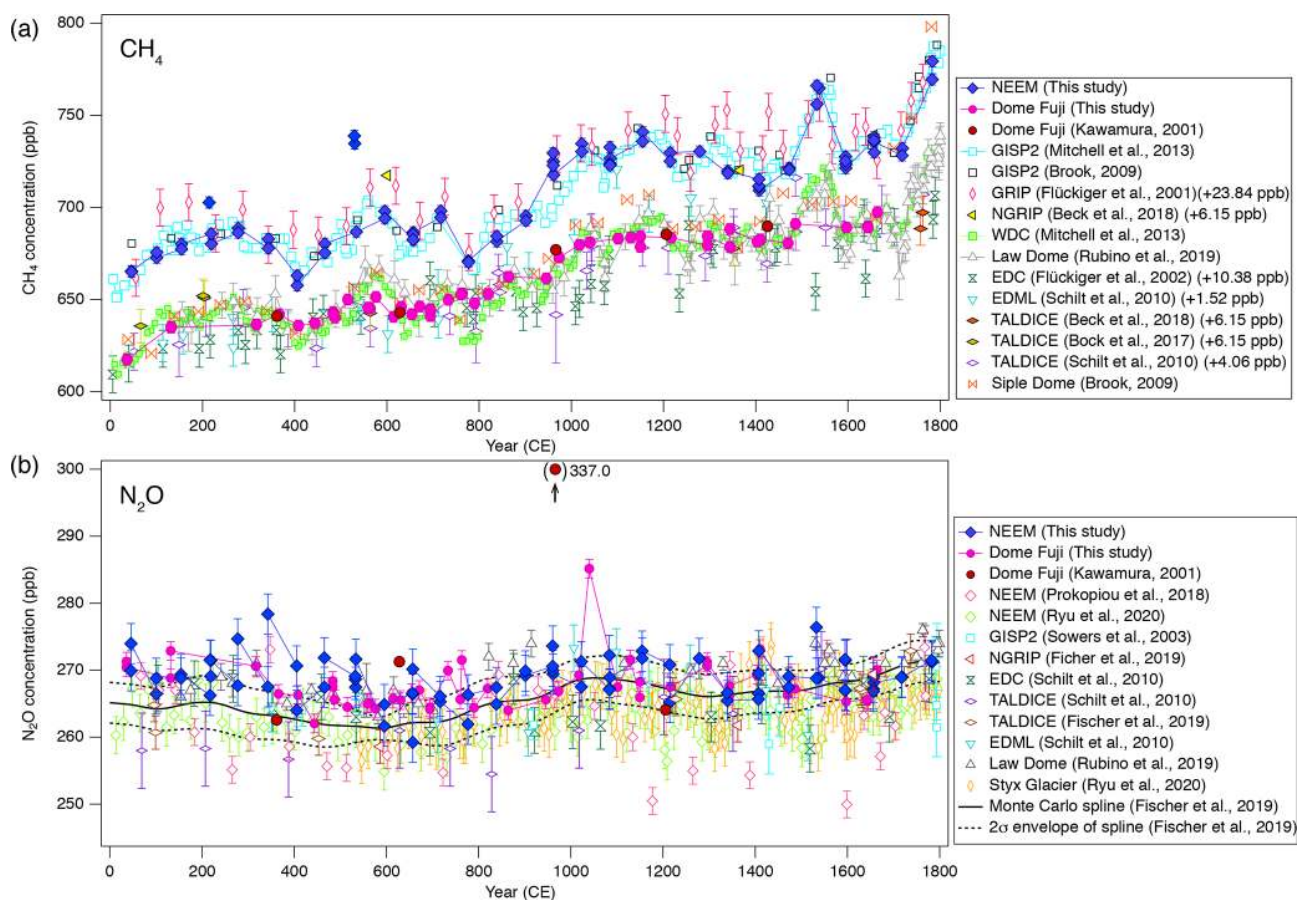 (a)
CH4
800
750
700
650
600
CH4 concentration (ppb)
0 200 400 600 800 1000 1200 1400 1600 1800
Year (CE)
NEEM (This study)
Dome Fuji (This study)
Dome Fuji (Kawamura, 2001)
GISP2 (Mitchell et al., 2013)
GISP2 (Brook, 2009)
GRIP (Flückiger et al., 2001)(+23.84 ppb)
NGRIP (Beck et al., 2018) (+6.15 ppb)
WDC (Mitchell et al., 2013)
Law Dome (Rubino et al., 2019)
EDC (Flückiger et al., 2002) (+10.38 ppb)
EDML (Schilt et al., 2010) (+1.52 ppb)
TALDICE (Beck et al., 2018) (+6.15 ppb)
TALDICE (Bock et al., 2017) (+6.15 ppb)
TALDICE (Schilt et al., 2010) (+4.06 ppb)
Siple Dome (Brook, 2009)
(b)
N2O
300
290
280
270
260
250
N2O concentration (ppb)
( ) 337.0
0 200 400 600 800 1000 1200 1400 1600 1800
Year (CE)
NEEM (This study)
Dome Fuji (This study)
Dome Fuji (Kawamura, 2001)
NEEM (Prokopiou et al., 2018)
NEEM (Ryu et al., 2020)
GISP2 (Sowers et al., 2003)
NGRIP (Ficher et al., 2019)
EDC (Schilt et al., 2010)
TALDICE (Schilt et al., 2010)
TALDICE (Fischer et al., 2019)
EDML (Schilt et al., 2010)
Law Dome (Rubino et al., 2019)
Styx Glacier (Ryu et al., 2020)
Monte Carlo spline (Fischer et al., 2019)
2σ envelope of spline (Fischer et al., 2019)